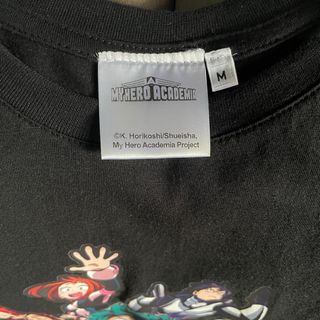 MY HERO ACADEMIA
M
©K. Horikoshi/Shueisha,
My Hero Academia Project